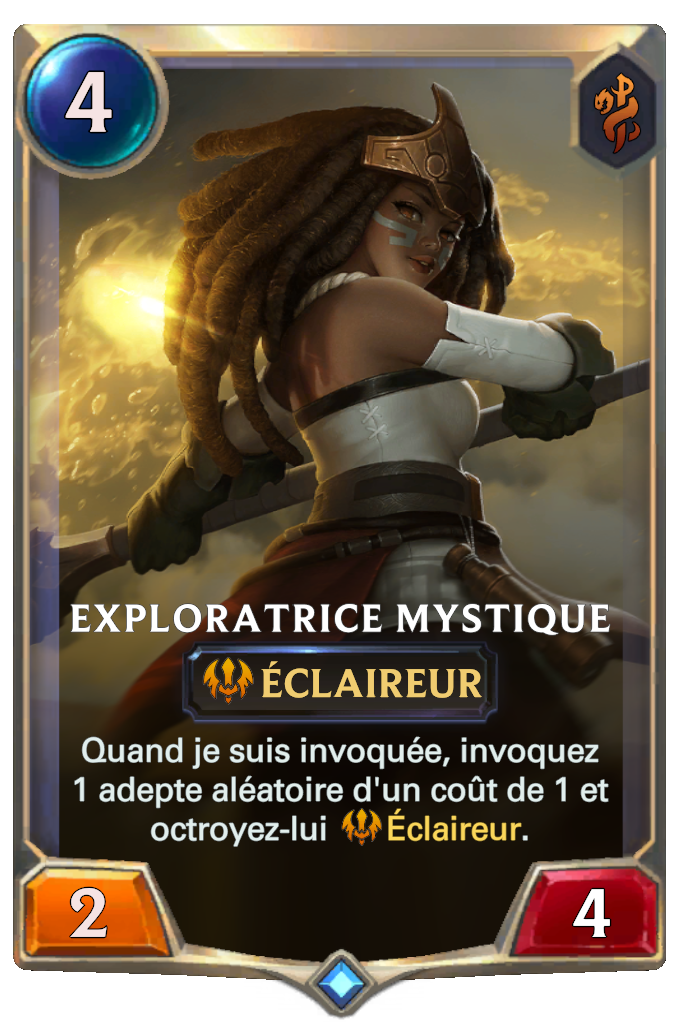 4
EXPLORATRICE MYSTIQUE
ÉCLAIREUR
Quand je suis invoquée, invoquez
1 adepte aléatoire d'un coût de 1 et
octroyez-lui Éclaireur.
2
4